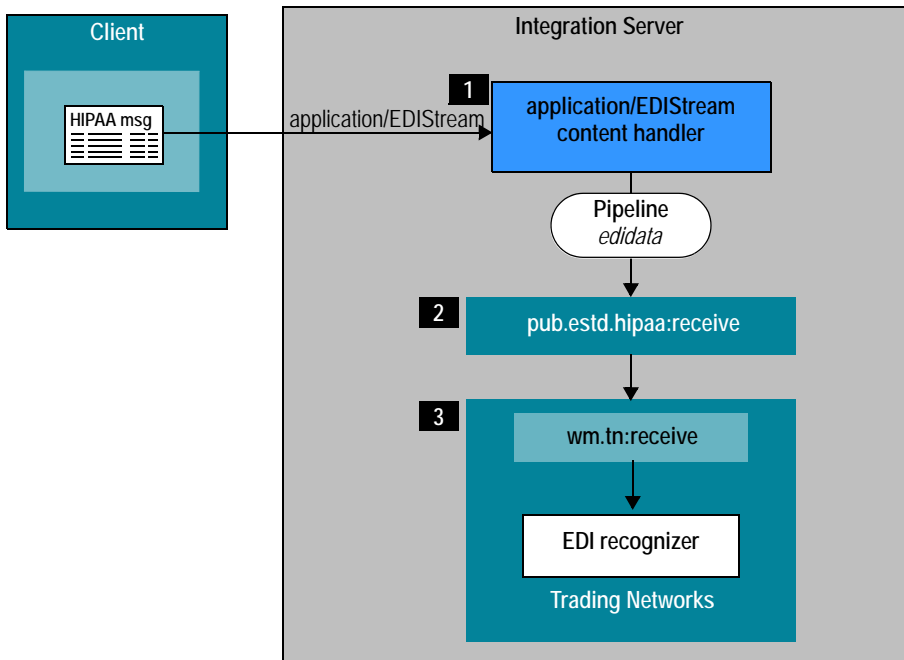 Client
HIPAA msg
application/EDIStream
Integration Server
1
application/EDIStream
content handler
Pipeline
edidata
2
pub.estd.hipaa:receive
3
wm.tn:receive
EDI recognizer
Trading Networks